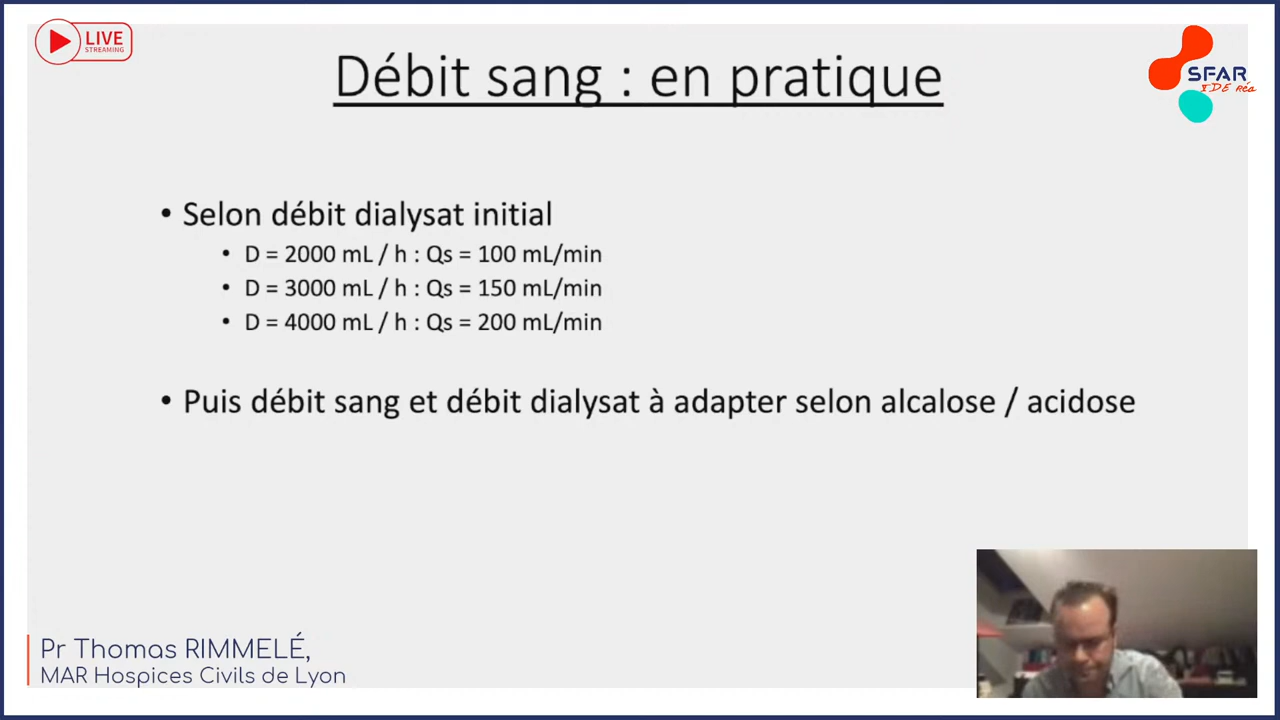 LIVE
STREAMING
Débit sang : en pratique
SFAR
IDE Réa
• Selon débit dialysat initial
• D = 2000 mL / h : Qs = 100 mL/min
• D = 3000 mL / h : Qs = 150 mL/min
• D = 4000 mL / h : Qs = 200 mL/min
• Puis débit sang et débit dialysat à adapter selon alcalose / acidose
Pr Thomas RIMMELÉ,
MAR Hospices Civils de Lyon